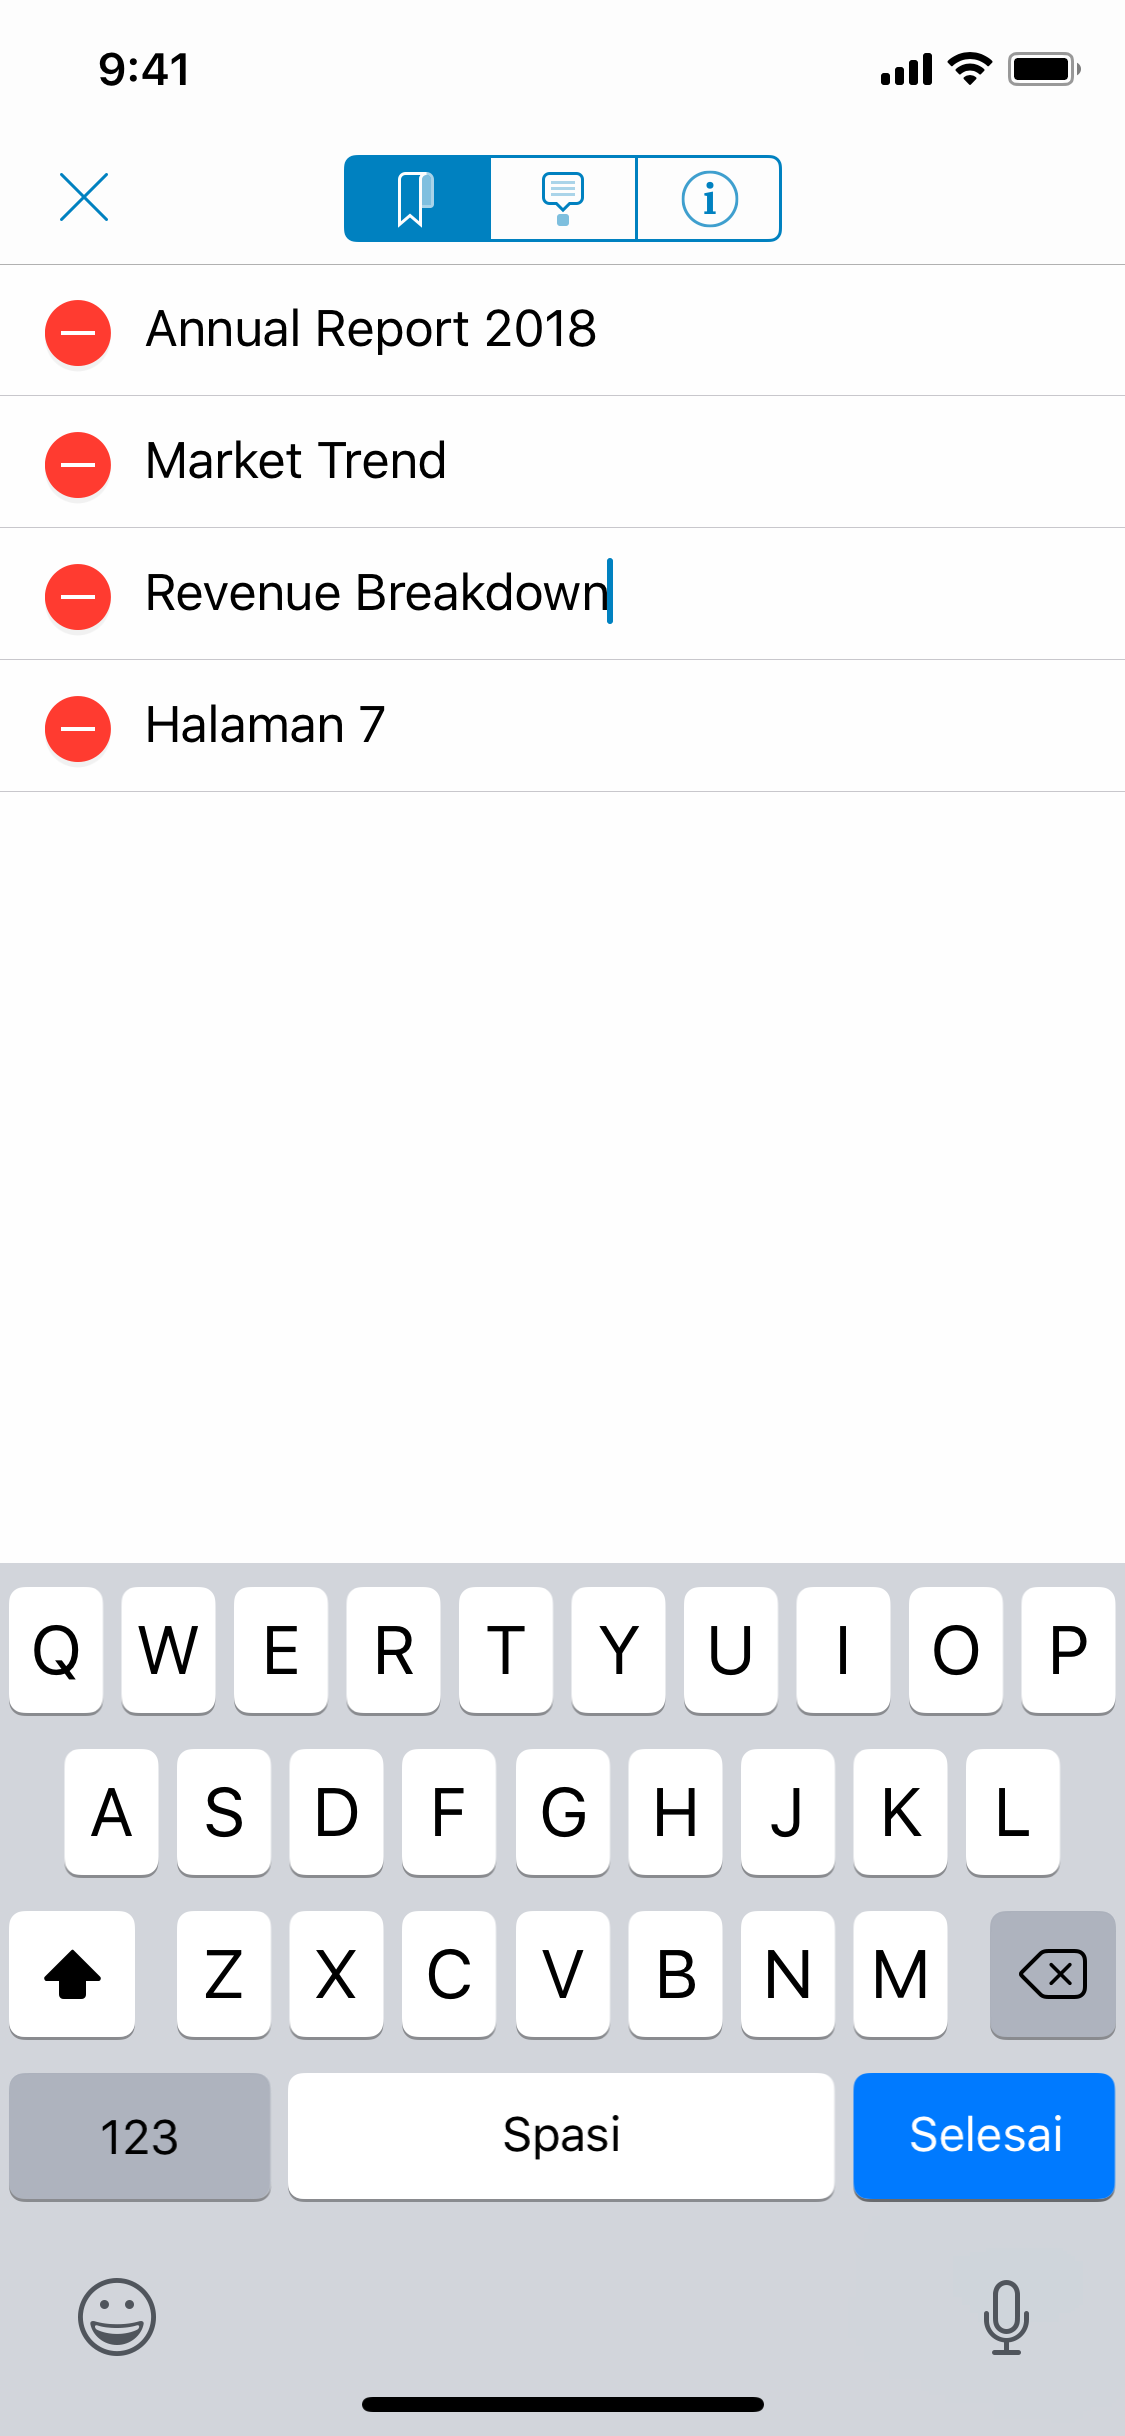 9:41
Annual Report 2018
Market Trend
Revenue Breakdown
Halaman 7
Q W E R T Y U I O P
A S D F G H J K L
Z X C V B N M
123 Spasi Selesai